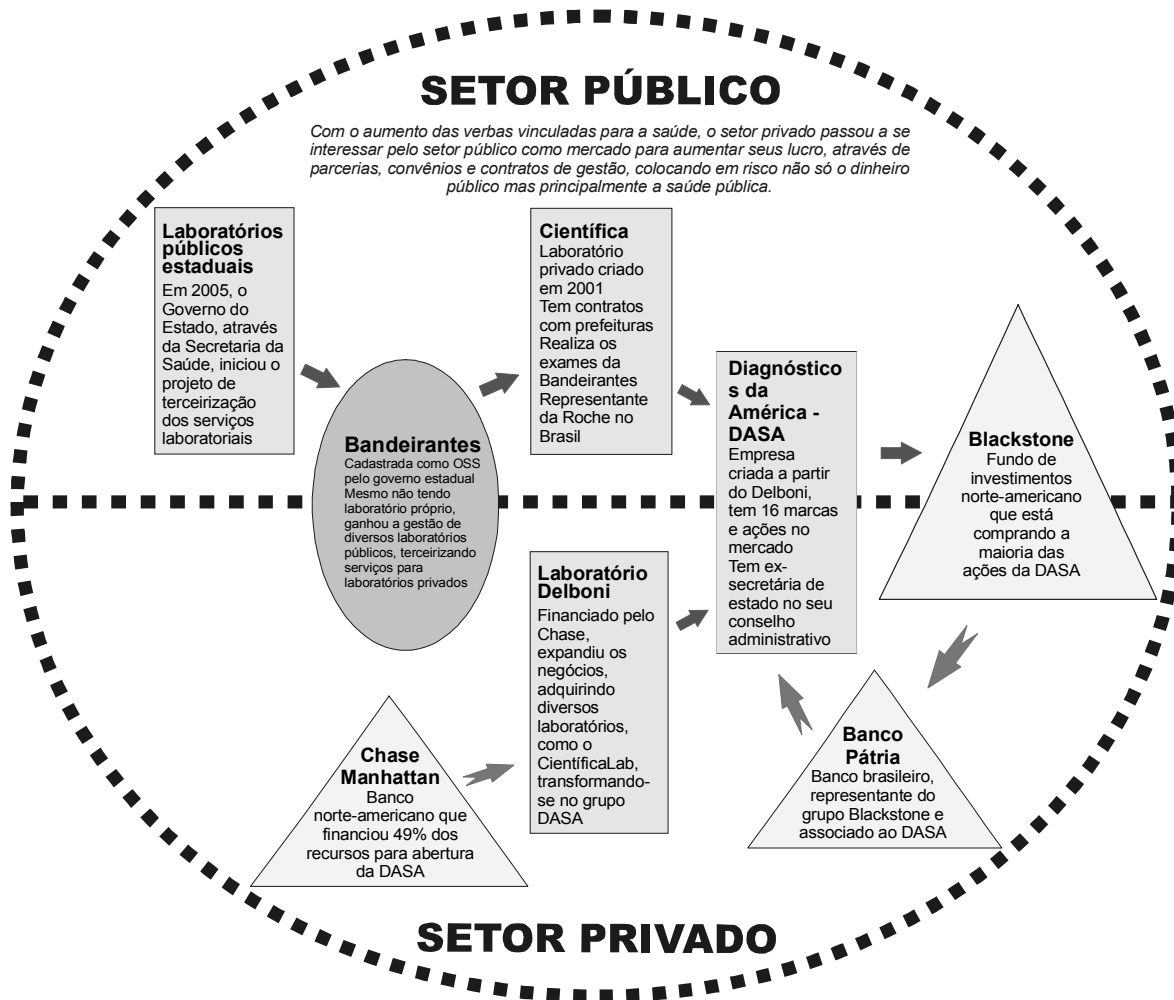 SETOR PÚBLICO
Com o aumento das verbas vinculadas para a saúde, o setor privado passou a se
interessar pelo setor público como mercado para aumentar seus lucro, através de
parcerias, convênios e contratos de gestão, colocando em risco não só o dinheiro
público mas principalmente a saúde pública.
Laboratórios
públicos
estaduais
Em 2005, o
Governo do
Estado, através
da Secretaria da
Saúde, iniciou o
projeto de
terceirização
dos serviços
laboratoriais
Bandeirantes
Cadastrada como OSS
pelo governo estadual
Mesmo não tendo
laboratório próprio,
ganhou a gestão de
diversos laboratórios
públicos, terceirizando
serviços para
laboratórios privados
Científica
Laboratório
privado criado
em 2001
Tem contratos
com prefeituras
Realiza os
exames da
Bandeirantes
Representante
da Roche no
Brasil
Diagnóstico
s da
América -
DASA
Empresa
criada a partir
do Delboni,
tem 16 marcas
e ações no
mercado
Tem ex-
secretária de
estado no seu
conselho
administrativo
Blackstone
Fundo de
investimentos
norte-americano
que está
comprando a
maioria das
ações da DASA
Laboratório
Delboni
Financiado pelo
Chase,
expandiu os
negócios,
adquirindo
diversos
laboratórios,
como o
CientíficaLab,
transformando-
se no grupo
DASA
Chase
Manhattan
Banco
norte-americano que
financiou 49% dos
recursos para abertura
da DASA
Banco
Pátria
Banco brasileiro,
representante do
grupo Blackstone e
associado ao DASA
SETOR PRIVADO